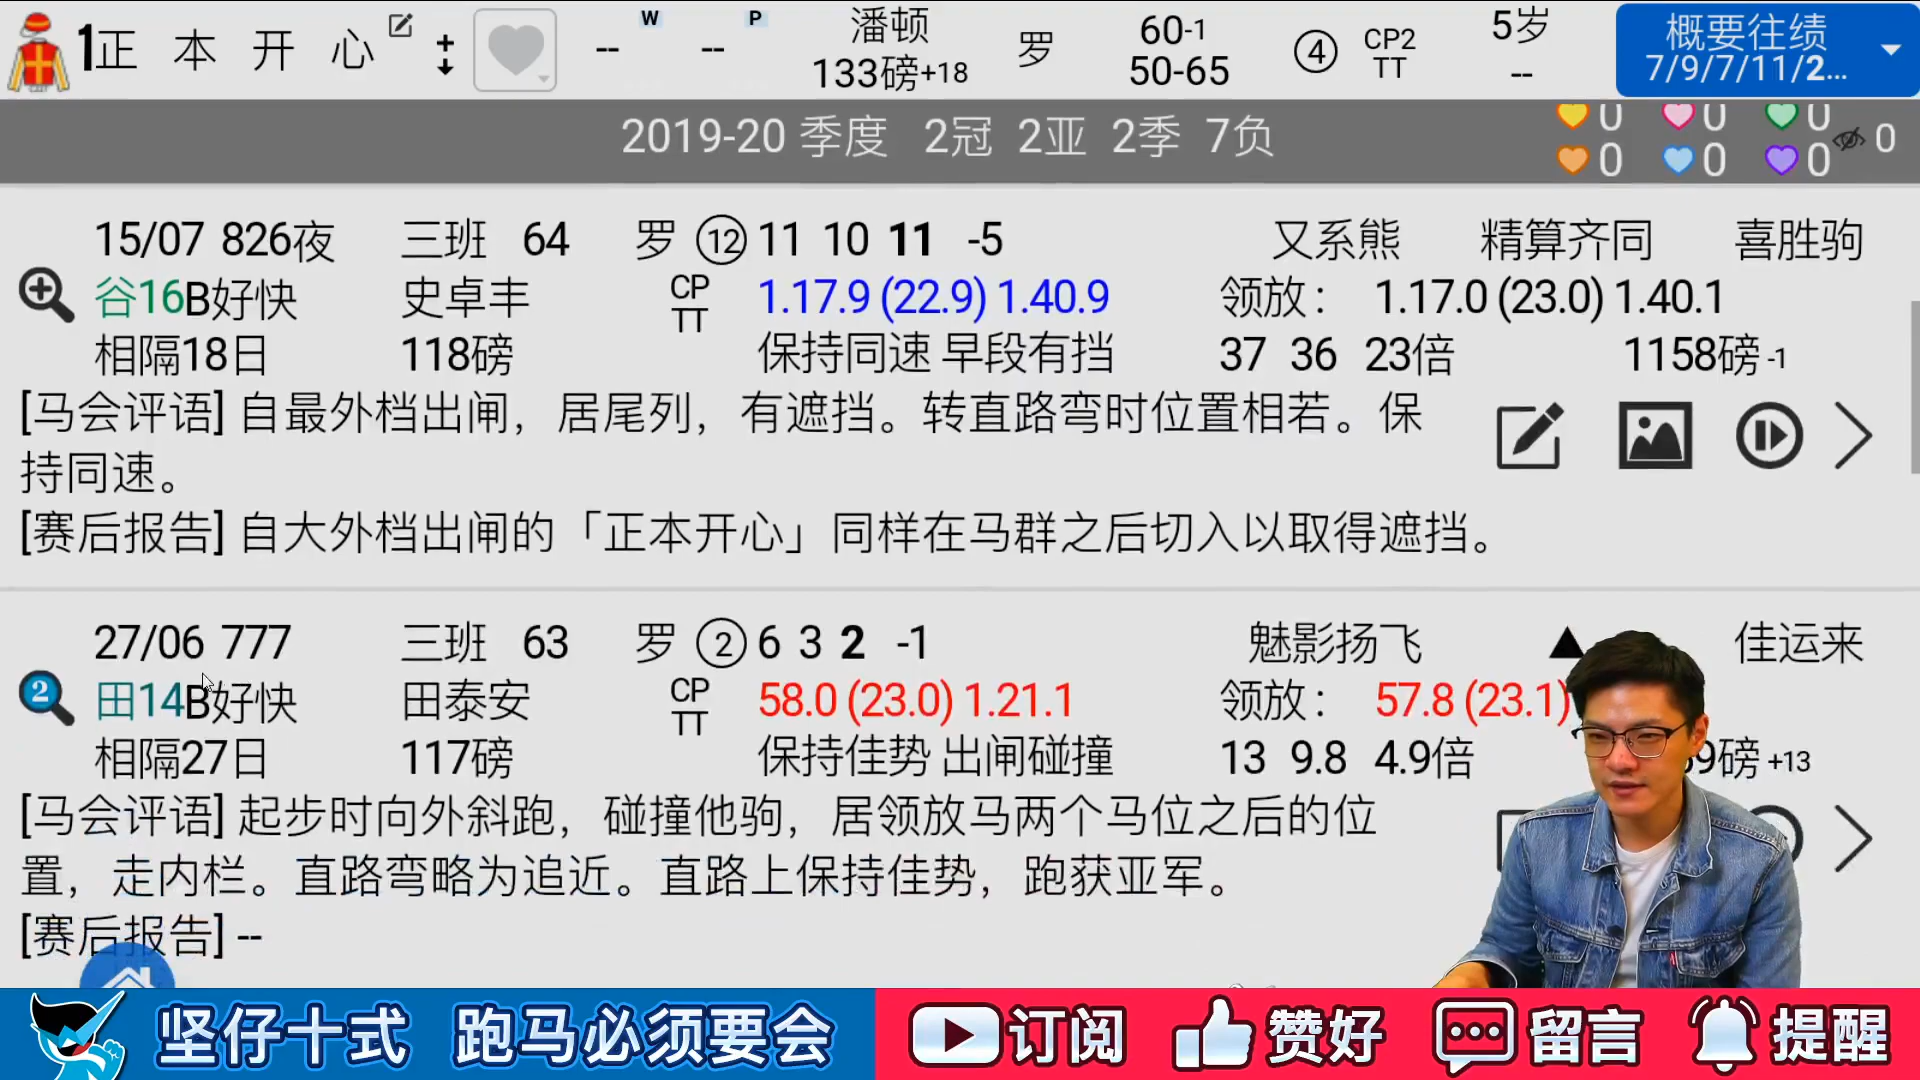 1正本开心 -- W -- P 潘顿 罗 60-1 ④ CP2 5岁 概要往绩
133磅+18 50-65 TT -- 7/9/7/11/2...
2019-20 季度 2冠 2亚 2季 7负 0 0 0 0
0 0 0
15/07 826夜 三班 64 罗 ⑫ 11 10 11 -5 又系熊 精算齐同 喜胜驹
谷16B好快 史卓丰 CP TT 1.17.9 (22.9) 1.40.9 领放： 1.17.0 (23.0) 1.40.1
相隔18日 118磅 保持同速 早段有挡 37 36 23倍 1158磅 -1
[马会评语] 自最外档出闸，居尾列，有遮挡。转直路弯时位置相若。保
持同速。
[赛后报告] 自大外档出闸的「正本开心」同样在马群之后切入以取得遮挡。
27/06 777 三班 63 罗 ② 6 3 2 -1 魅影扬飞 佳运来
2 田14B好快 田泰安 CP TT 58.0 (23.0) 1.21.1 领放： 57.8 (23.1)
相隔27日 117磅 保持佳势 出闸碰撞 13 9.8 4.9倍 9磅 +13
[马会评语] 起步时向外斜跑，碰撞他驹，居领放马两个马位之后的位
置，走内栏。直路弯略为追近。直路上保持佳势，跑获亚军。
[赛后报告] --
坚仔十式 跑马必须要会 订阅 赞好 留言 提醒